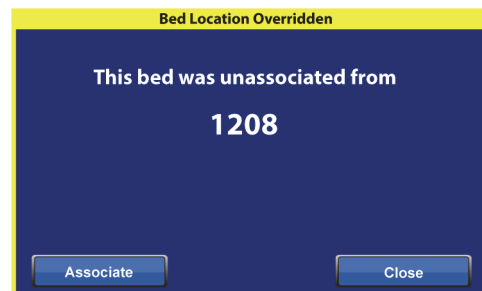 Bed Location Overridden
This bed was unassociated from
1208
Associate
Close